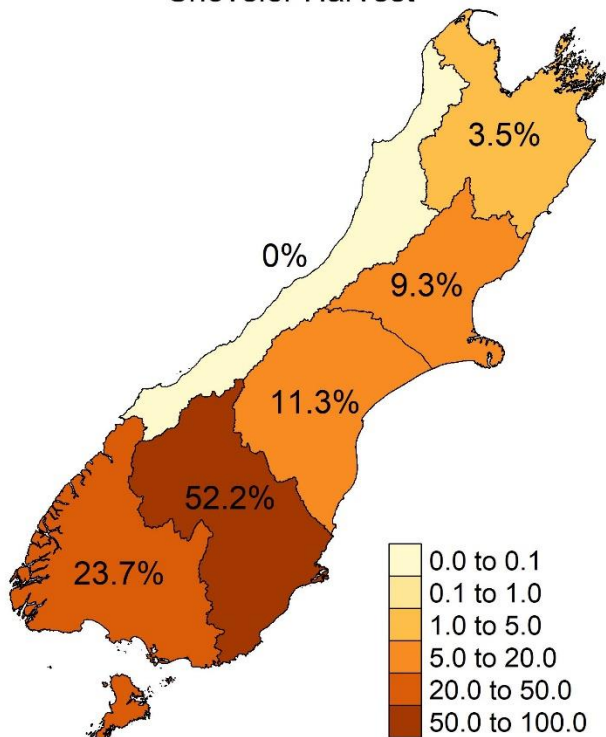 Shoveler Harvest
3.5%
0%
9.3%
11.3%
52.2%
23.7%
0.0 to 0.1
0.1 to 1.0
1.0 to 5.0
5.0 to 20.0
20.0 to 50.0
50.0 to 100.0